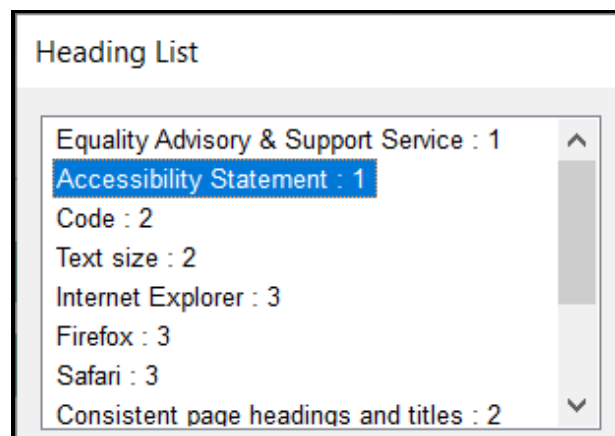 Heading List
Equality Advisory & Support Service : 1
Accessibility Statement : 1
Code : 2
Text size : 2
Internet Explorer : 3
Firefox : 3
Safari : 3
Consistent page headings and titles : 2